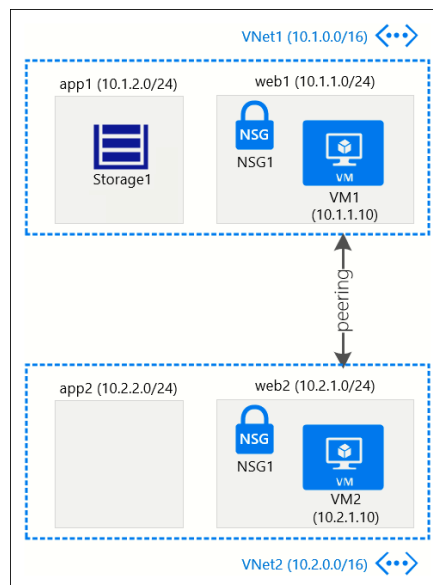 VNet1 (10.1.0.0/16)
app1 (10.1.2.0/24)
web1 (10.1.1.0/24)
Storage1
NSG
NSG1
VM
VM1
(10.1.1.10)
peering
app2 (10.2.2.0/24)
web2 (10.2.1.0/24)
NSG
NSG1
VM
VM2
(10.2.1.10)
VNet2 (10.2.0.0/16)